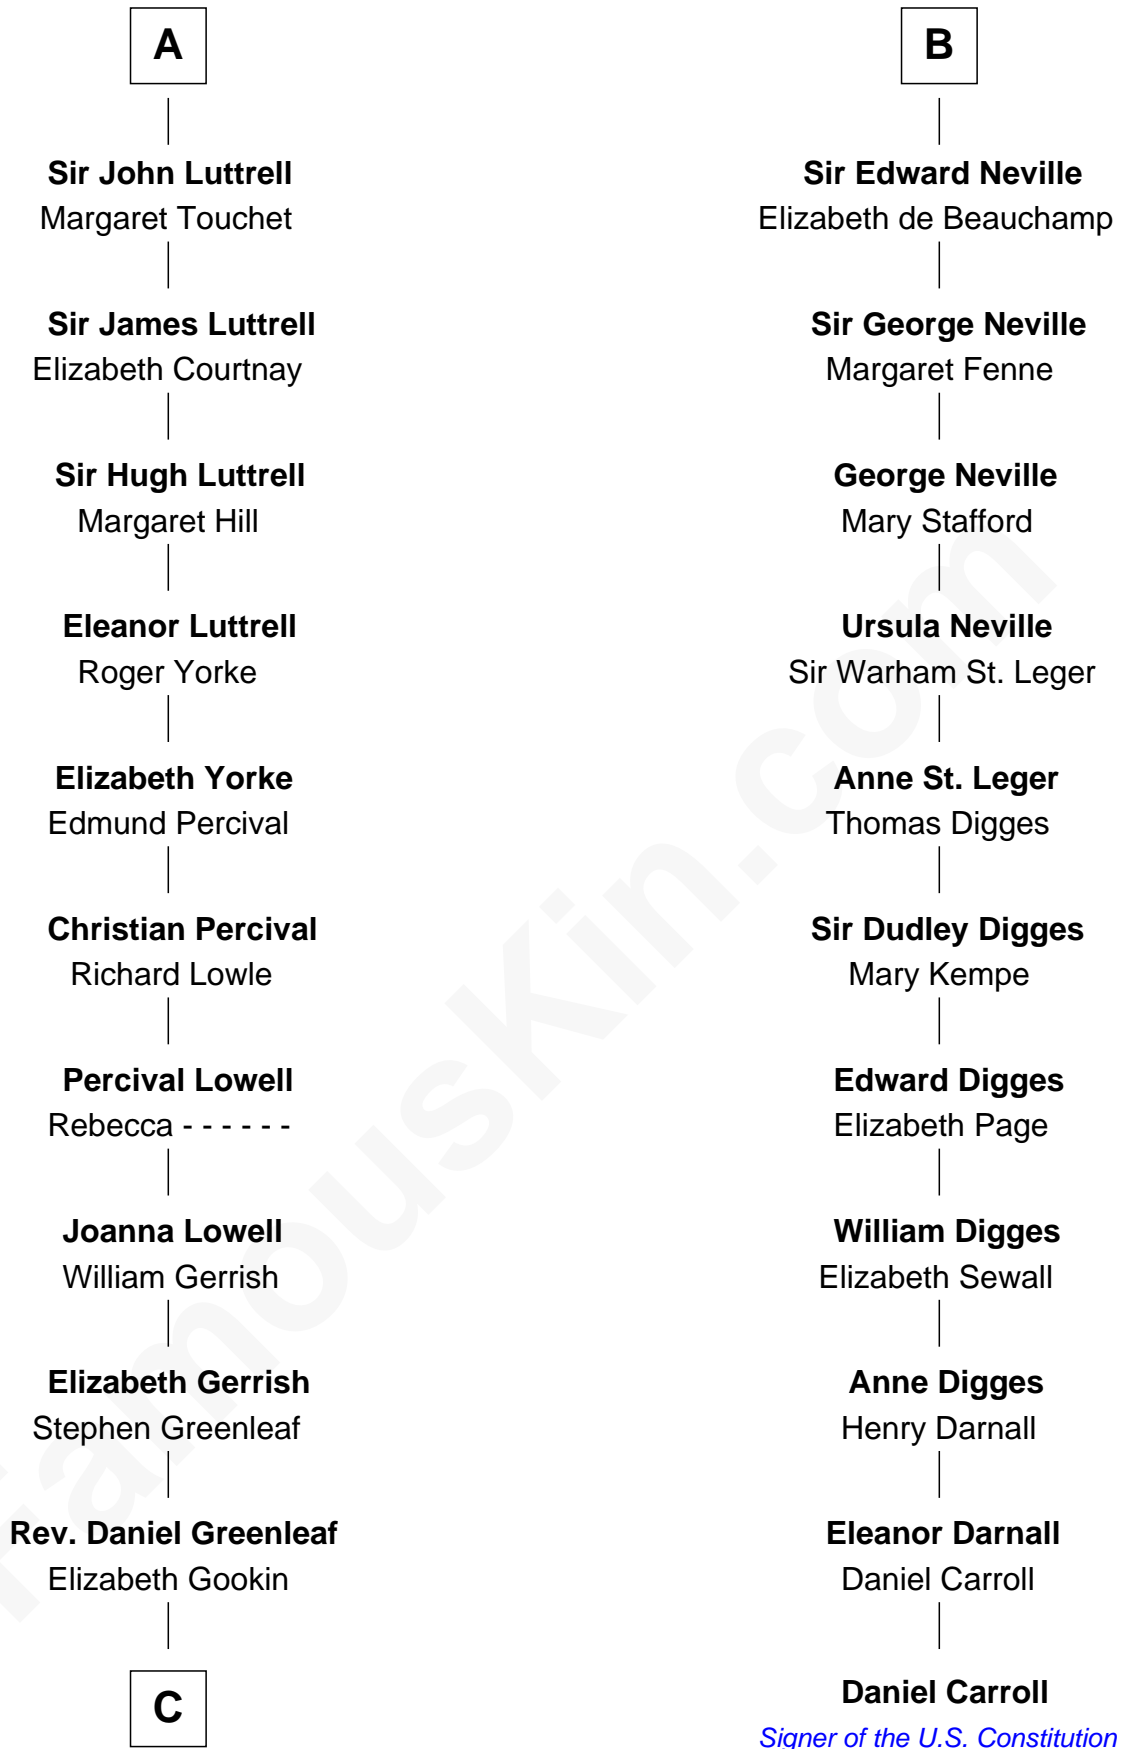 A
Sir John Luttrell
Margaret Touchet
Sir James Luttrell
Elizabeth Courtnay
Sir Hugh Luttrell
Margaret Hill
Eleanor Luttrell
Roger Yorke
Elizabeth Yorke
Edmund Percival
Christian Percival
Richard Lowle
Percival Lowell
Rebecca - - - - - -
Joanna Lowell
William Gerrish
Elizabeth Gerrish
Stephen Greenleaf
Rev. Daniel Greenleaf
Elizabeth Gookin
C
B
Sir Edward Neville
Elizabeth de Beauchamp
Sir George Neville
Margaret Fenne
George Neville
Mary Stafford
Ursula Neville
Sir Warham St. Leger
Anne St. Leger
Thomas Digges
Sir Dudley Digges
Mary Kempe
Edward Digges
Elizabeth Page
William Digges
Elizabeth Sewall
Anne Digges
Henry Darnall
Eleanor Darnall
Daniel Carroll
Daniel Carroll
Signer of the U.S. Constitution
FamousKin.com